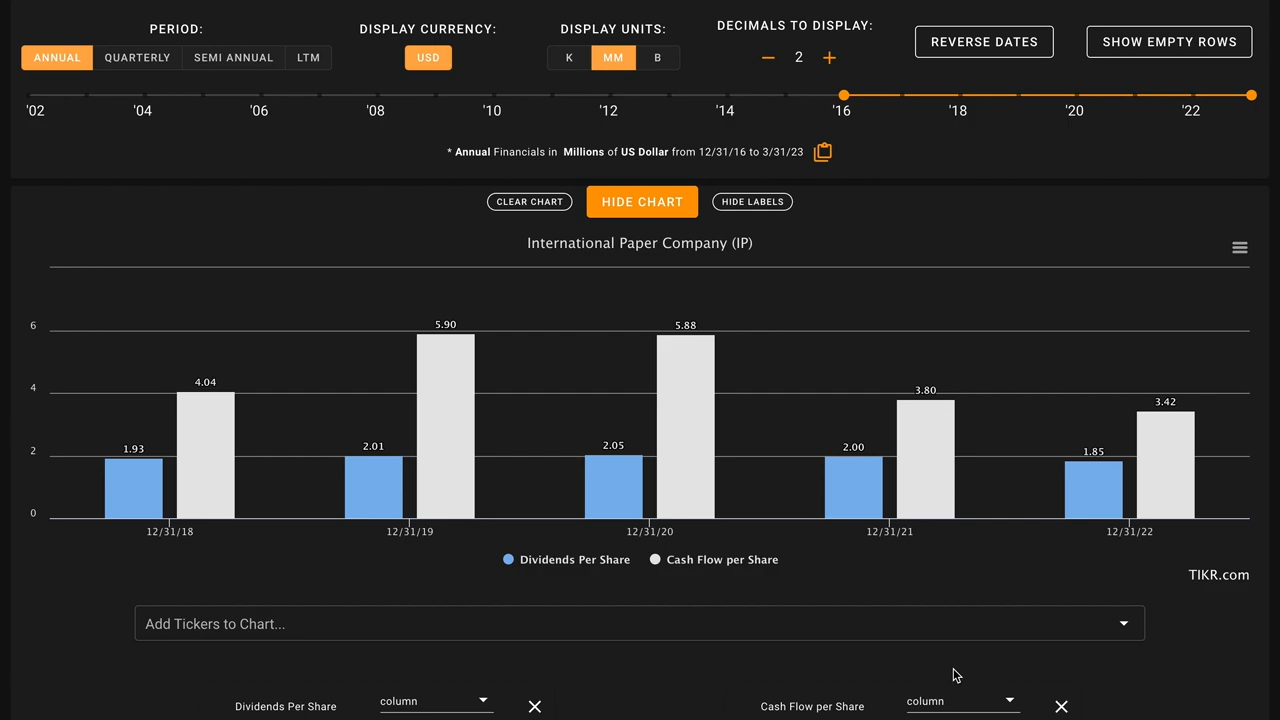 PERIOD: DISPLAY CURRENCY: DISPLAY UNITS: DECIMALS TO DISPLAY:
ANNUAL QUARTERLY SEMI ANNUAL LTM USD K MM B 2 REVERSE DATES SHOW EMPTY ROWS
'02 '04 '06 '08 '10 '12 '14 '16 '18 '20 '22
* Annual Financials in Millions of US Dollar from 12/31/16 to 3/31/23
CLEAR CHART HIDE CHART HIDE LABELS
International Paper Company (IP)
6
4
2
0
1.93 4.04 2.01 5.90 2.05 5.88 2.00 3.80 1.85 3.42
12/31/18 12/31/19 12/31/20 12/31/21 12/31/22
Dividends Per Share Cash Flow per Share
TIKR.com
Add Tickers to Chart...
Dividends Per Share column Cash Flow per Share column